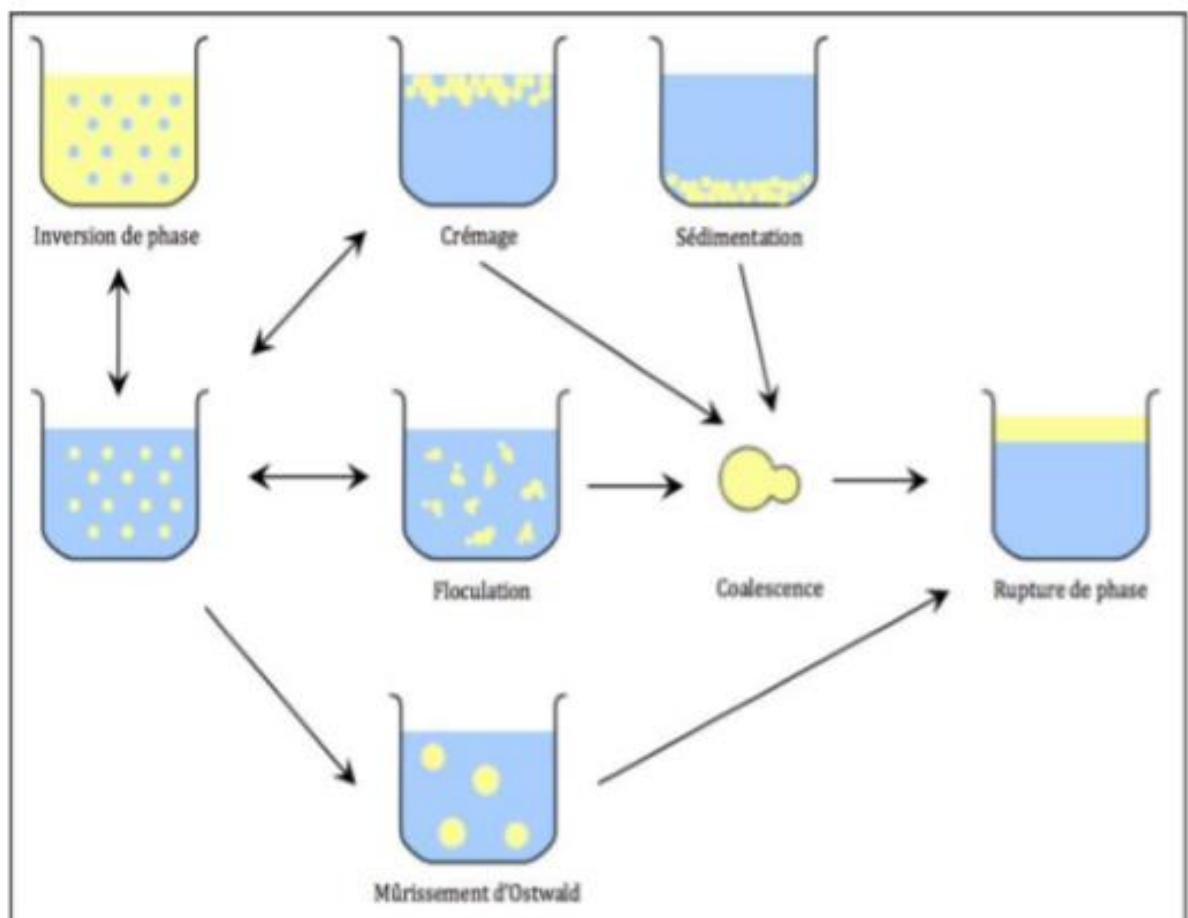 Inversion de phase
Crémage
Sédimentation
Floculation
Coalescence
Rupture de phase
Mûrissement d'Ostwald